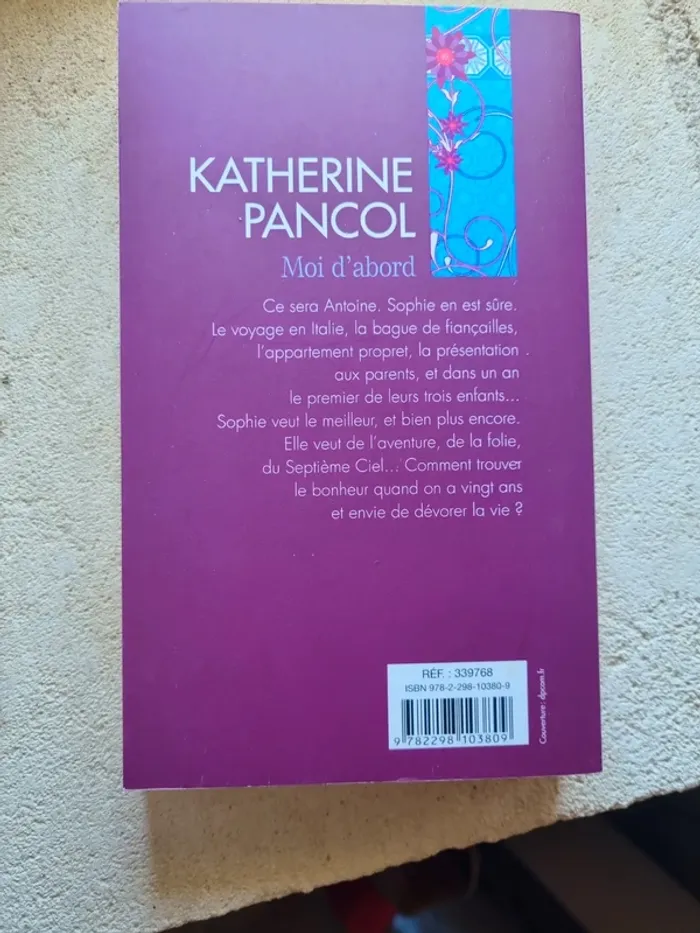 KATHERINE
PANCOL
Moi d'abord
Ce sera Antoine. Sophie en est sûre.
Le voyage en Italie, la bague de fiançailles,
l'appartement propret, la présentation
aux parents, et dans un an
le premier de leurs trois enfants...
Sophie veut le meilleur, et bien plus encore.
Elle veut de l'aventure, de la folie,
du Septième Ciel... Comment trouver
le bonheur quand on a vingt ans
et envie de dévorer la vie ?
RÉF. : 339768
ISBN 978-2-298-10380-9
9 782298 103809
Couverture : dpcom.fr